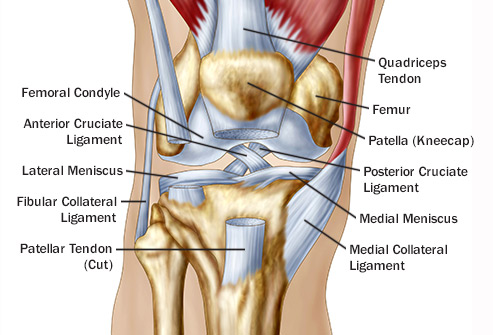 Femoral Condyle
Anterior Cruciate
Ligament
Lateral Meniscus
Fibular Collateral
Ligament
Patellar Tendon
(Cut)
Quadriceps
Tendon
Femur
Patella (Kneecap)
Posterior Cruciate
Ligament
Medial Meniscus
Medial Collateral
Ligament